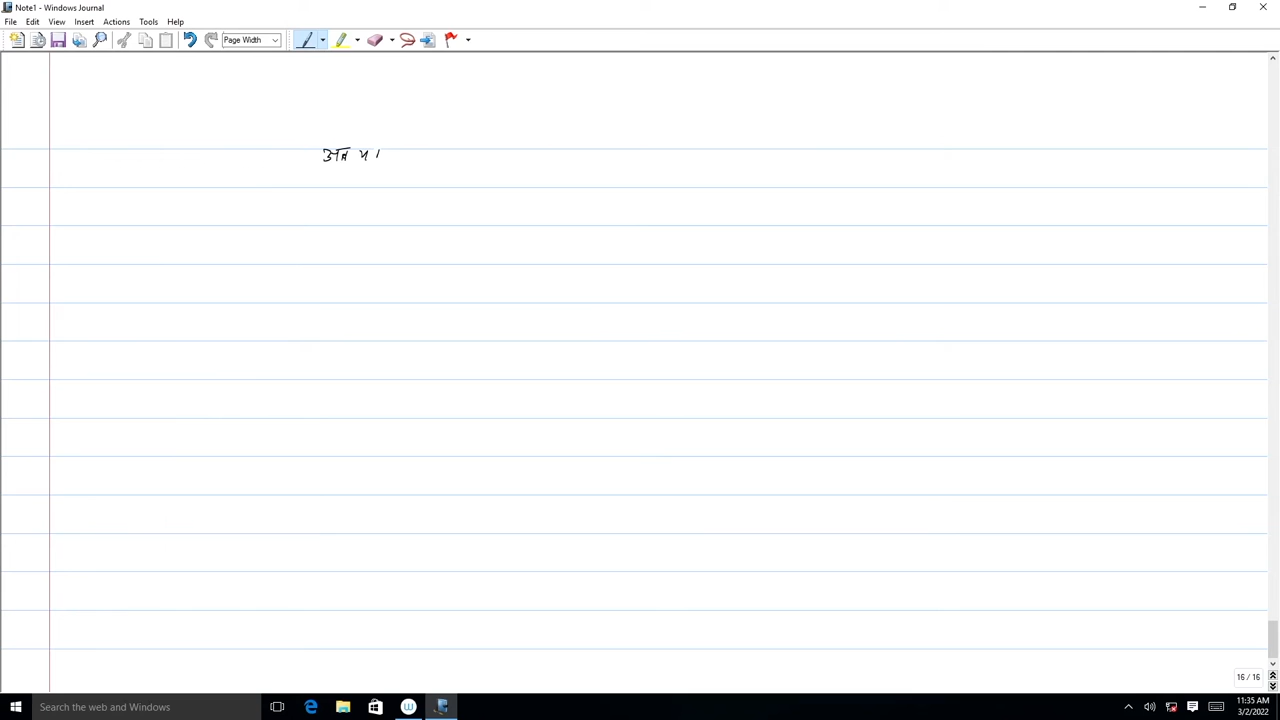 Note1 - Windows Journal
File Edit View Insert Actions Tools Help
Page Width
अब
16 / 16
Search the web and Windows
11:35 AM
3/2/2022